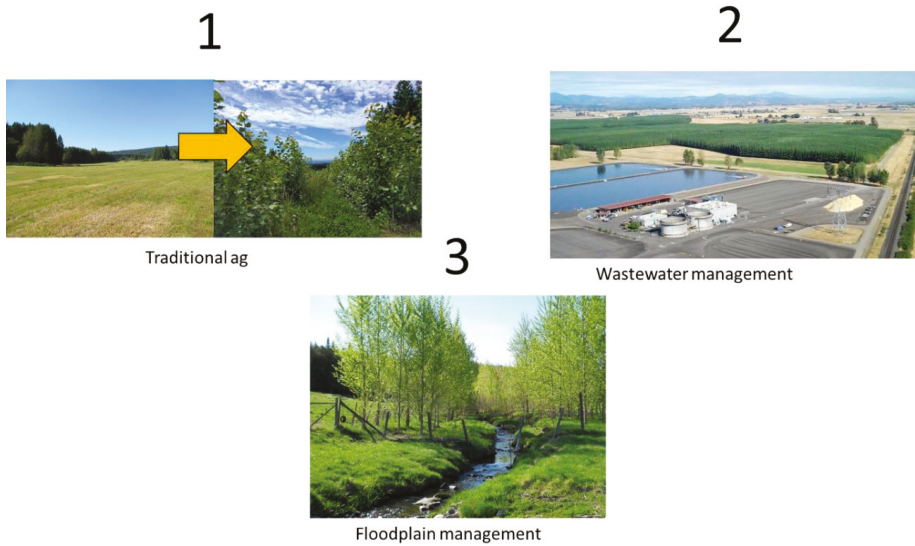 1
2
Traditional ag
Wastewater management
3
Floodplain management